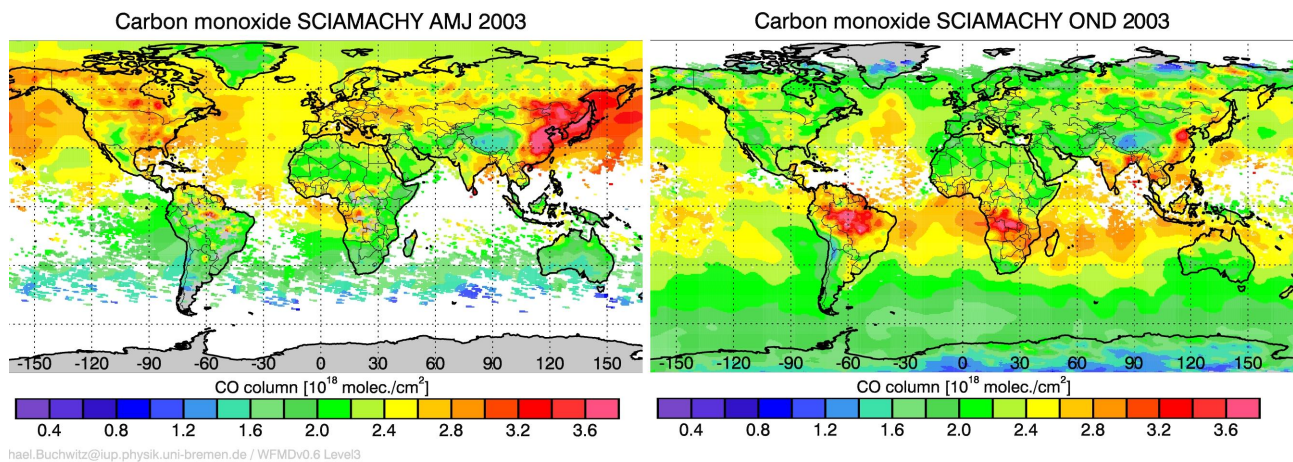 Carbon monoxide SCIAMACHY AMJ 2003
-150 -120 -90 -60 -30 0 30 60 90 120 150
CO column [10¹⁸ molec./cm²]
0.4 0.8 1.2 1.6 2.0 2.4 2.8 3.2 3.6
hael.Buchwitz@iup.physik.uni-bremen.de / WFMDv0.6 Level3
Carbon monoxide SCIAMACHY OND 2003
-150 -120 -90 -60 -30 0 30 60 90 120 150
CO column [10¹⁸ molec./cm²]
0.4 0.8 1.2 1.6 2.0 2.4 2.8 3.2 3.6